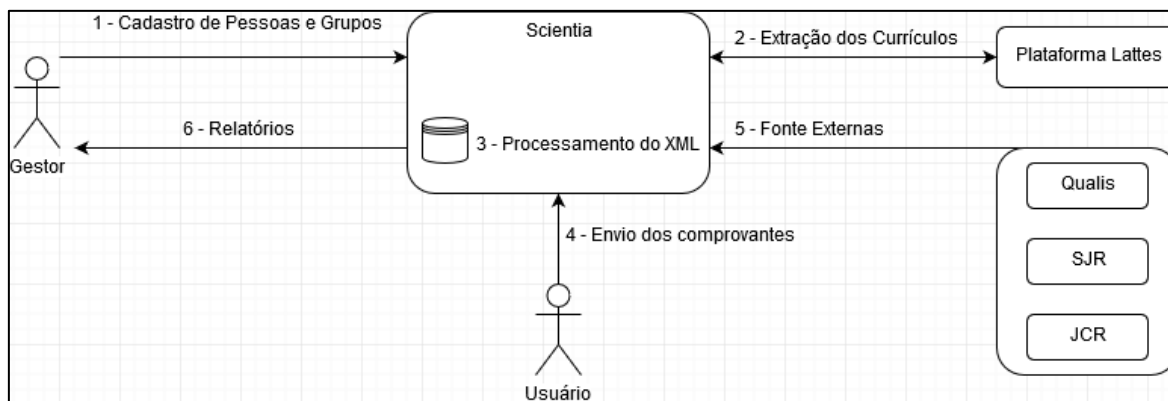 1 - Cadastro de Pessoas e Grupos
Scientia
2 - Extração dos Currículos
Plataforma Lattes
6 - Relatórios
3 - Processamento do XML
5 - Fonte Externas
Gestor
Qualis
4 - Envio dos comprovantes
SJR
JCR
Usuário